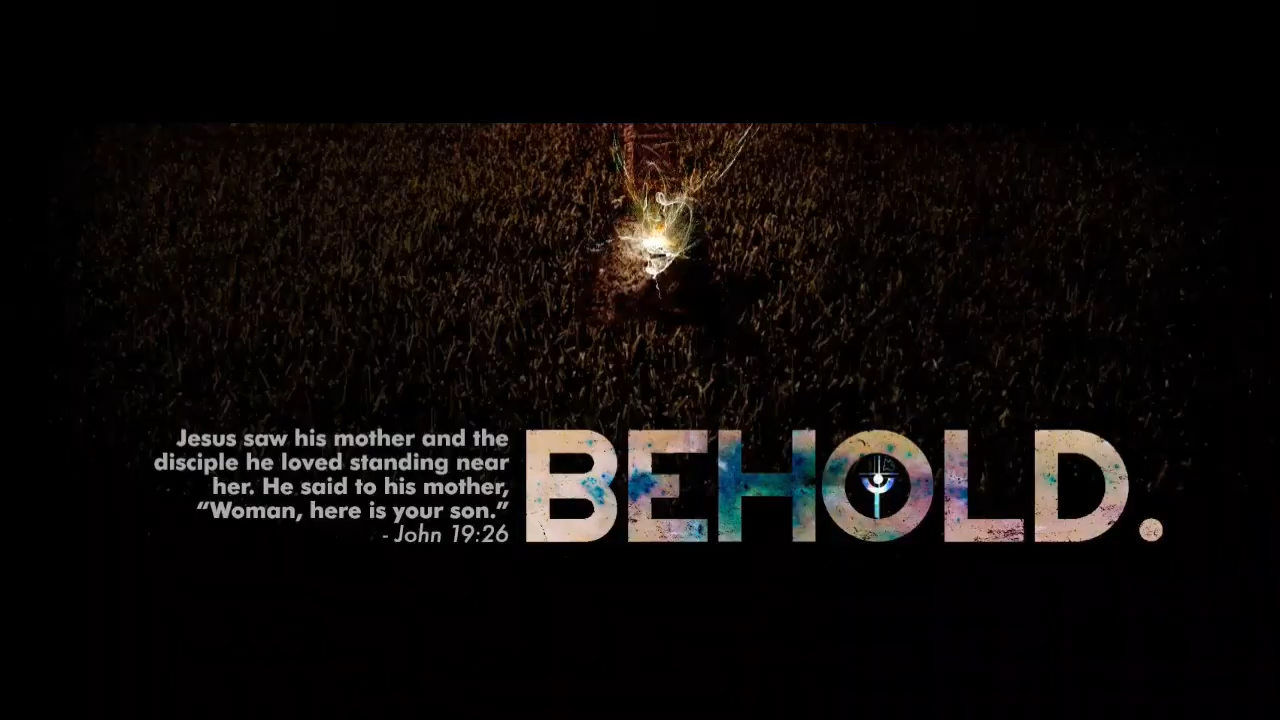 Jesus saw his mother and the
disciple he loved standing near
her. He said to his mother,
“Woman, here is your son.”
- John 19:26
BEHOLD.